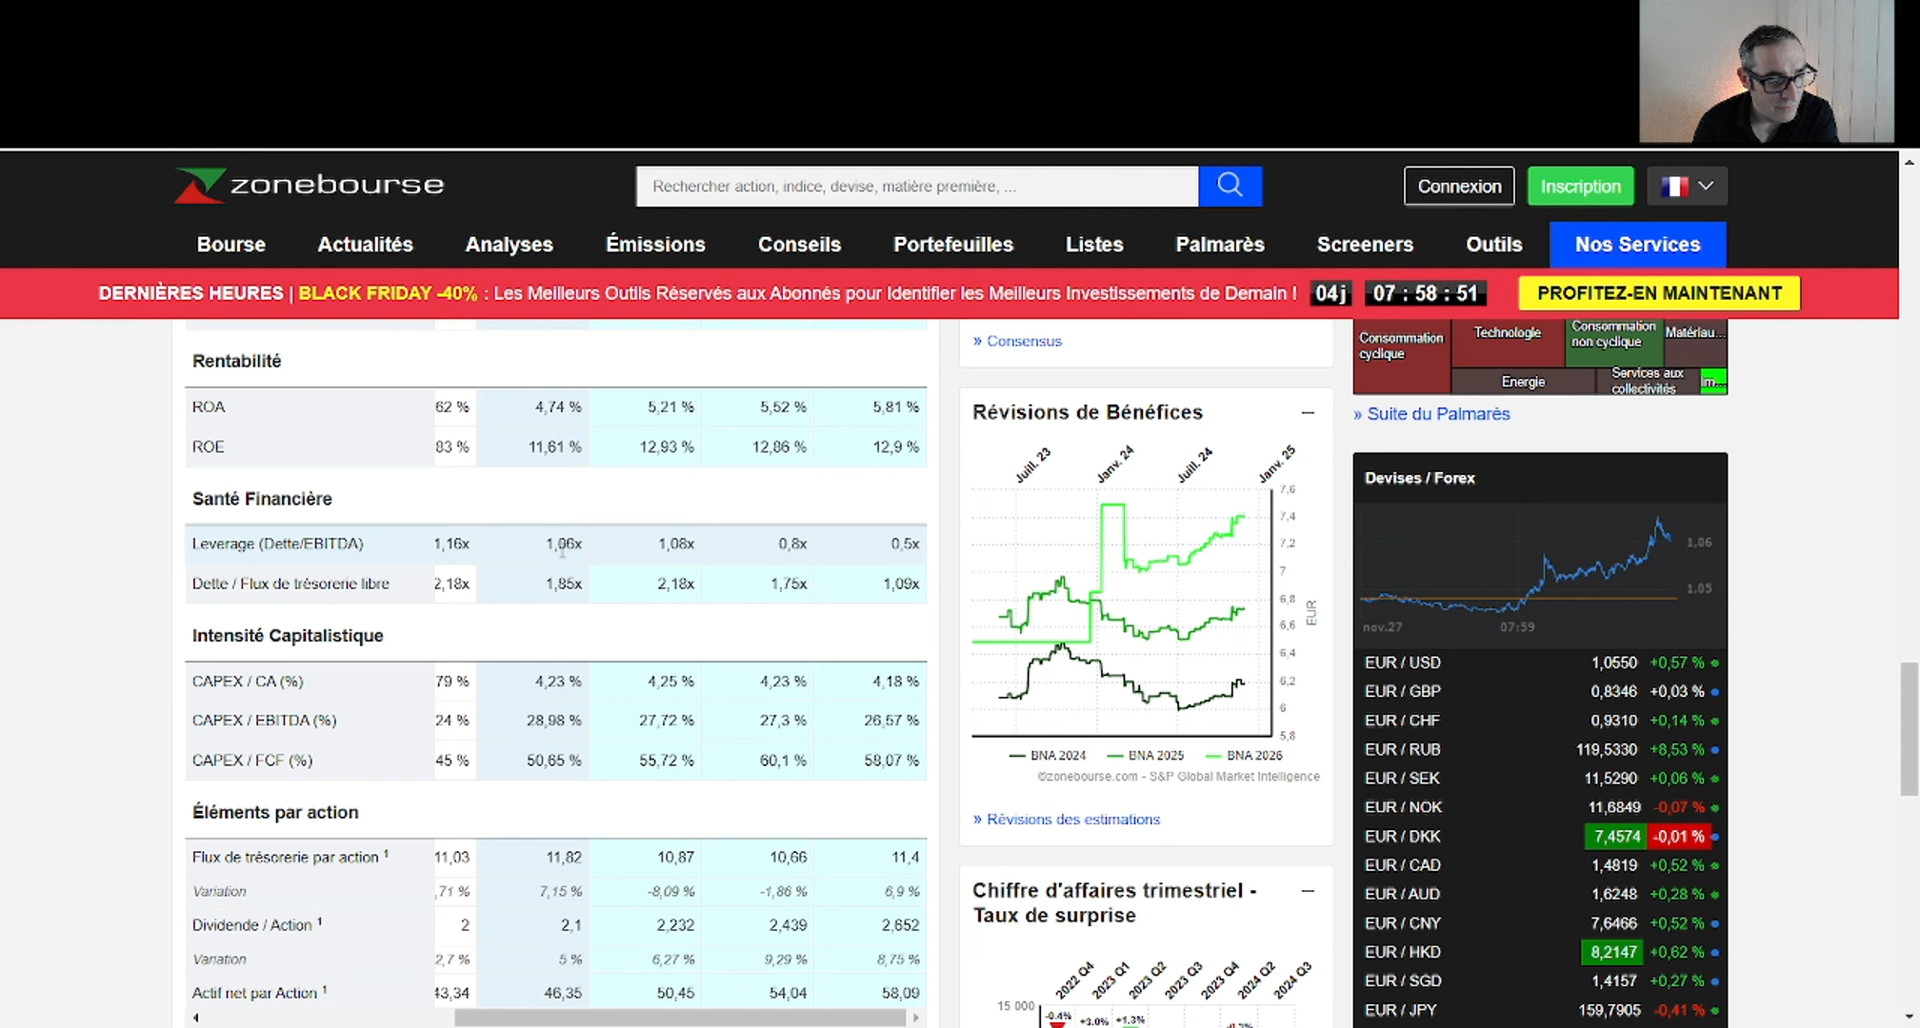 zonebourse
Rechercher action, indice, devise, matière première, ...
Connexion
Inscription
Bourse Actualités Analyses Émissions Conseils Portefeuilles Listes Palmarès Screeners Outils Nos Services
DERNIÈRES HEURES | BLACK FRIDAY -40% : Les Meilleurs Outils Réservés aux Abonnés pour Identifier les Meilleurs Investissements de Demain ! 04j 07 : 58 : 51 PROFITEZ-EN MAINTENANT
Rentabilité
ROA 62 % 4,74 % 5,21 % 5,52 % 5,81 %
ROE 83 % 11,61 % 12,93 % 12,86 % 12,9 %
Santé Financière
Leverage (Dette/EBITDA) 1,16x 1,06x 1,08x 0,8x 0,5x
Dette / Flux de trésorerie libre 2,18x 1,85x 2,18x 1,75x 1,09x
Intensité Capitalistique
CAPEX / CA (%) 79 % 4,23 % 4,25 % 4,23 % 4,18 %
CAPEX / EBITDA (%) 24 % 28,98 % 27,72 % 27,3 % 26,57 %
CAPEX / FCF (%) 45 % 50,65 % 55,72 % 60,1 % 58,07 %
Éléments par action
Flux de trésorerie par action 1 11,03 11,82 10,87 10,66 11,4
Variation ,71 % 7,15 % -8,09 % -1,86 % 6,9 %
Dividende / Action 1 2 2,1 2,232 2,439 2,652
Variation 2,7 % 5 % 6,27 % 9,29 % 8,75 %
Actif net par Action 1 43,34 46,35 50,45 54,04 58,09
» Consensus
Révisions de Bénéfices
Juill. 23 Janv. 24 Juill. 24 Janv. 25
7,6
7,4
7,2
7
6,8
6,6
6,4
6,2
6
5,8
EUR
BNA 2024 BNA 2025 BNA 2026
©zonebourse.com - S&P Global Market Intelligence
» Révisions des estimations
Chiffre d'affaires trimestriel -
Taux de surprise
2022 Q4 2023 Q1 2023 Q2 2023 Q3 2023 Q4 2024 Q2 2024 Q3
15 000
-0.4% +3.0% +1.3%
Consommation
cyclique
Technologie
Consommation
non cyclique
Matériau...
Energie
Services aux
collectivités
Im...
» Suite du Palmarès
Devises / Forex
1,06
1,05
nov.27 07:59
EUR / USD 1,0550 +0,57 %
EUR / GBP 0,8346 +0,03 %
EUR / CHF 0,9310 +0,14 %
EUR / RUB 119,5330 +8,53 %
EUR / SEK 11,5290 +0,06 %
EUR / NOK 11,6849 -0,07 %
EUR / DKK 7,4574 -0,01 %
EUR / CAD 1,4819 +0,52 %
EUR / AUD 1,6248 +0,28 %
EUR / CNY 7,6466 +0,52 %
EUR / HKD 8,2147 +0,62 %
EUR / SGD 1,4157 +0,27 %
EUR / JPY 159,7905 -0,41 %